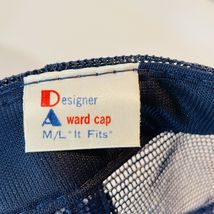 Designer
Award cap
M/L "It Fits"